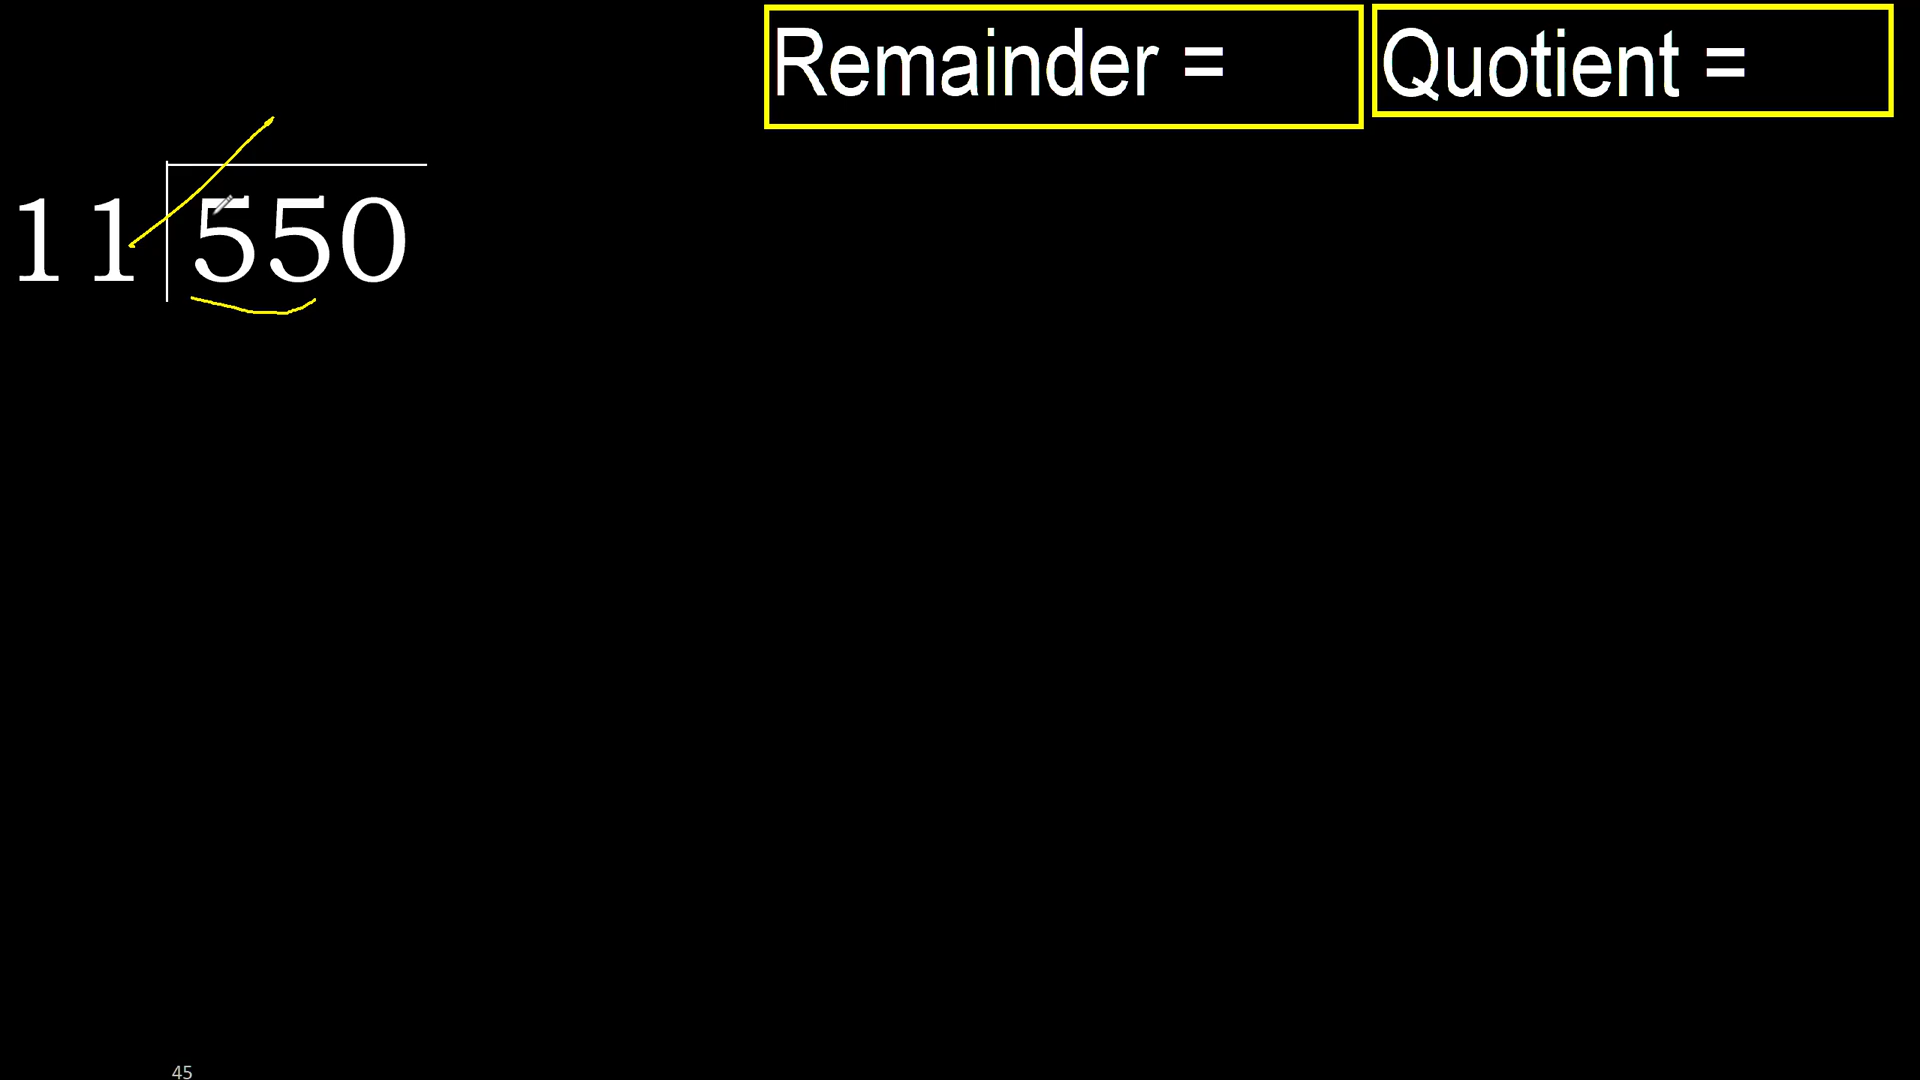 Remainder = Quotient =
11 550
45